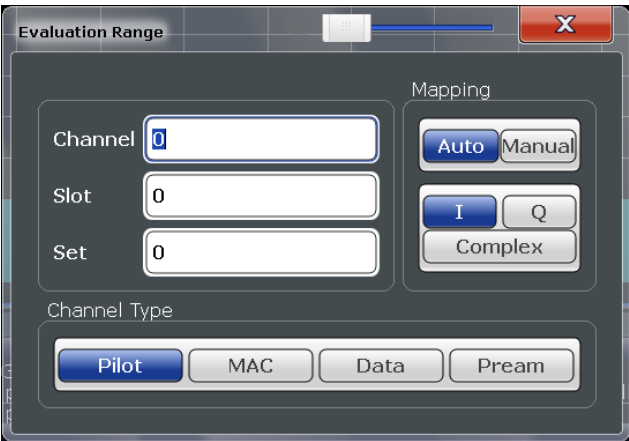 Evaluation Range
X
Mapping
Channel 0
Auto Manual
Slot 0
I Q
Set 0
Complex
Channel Type
Pilot MAC Data Pream